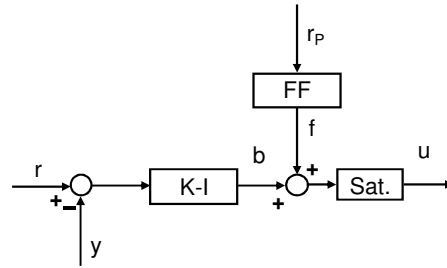 r_P
FF
f
r
b
u
+
+
K-I
+
Sat.
−
y